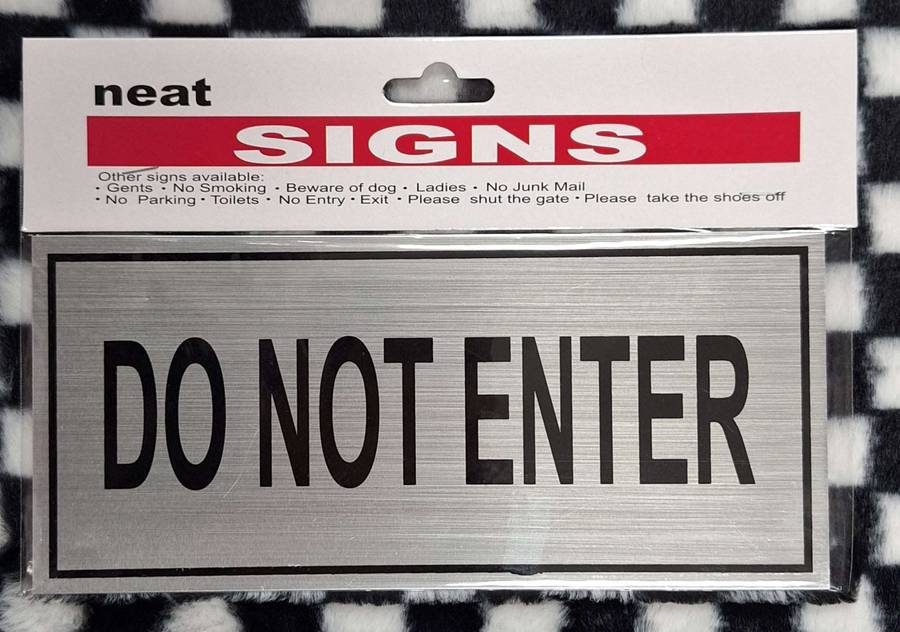 neat
SIGNS
Other signs available:
• Gents • No Smoking • Beware of dog • Ladies • No Junk Mail
• No Parking • Toilets • No Entry • Exit • Please shut the gate • Please take the shoes off
DO NOT ENTER